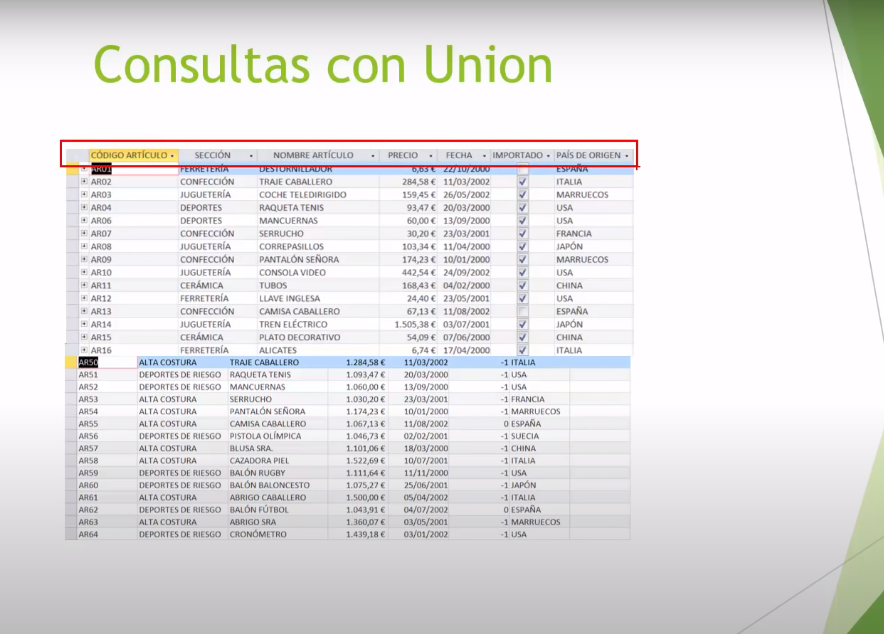 Consultas con Union
CÓDIGO ARTÍCULO SECCIÓN NOMBRE ARTÍCULO PRECIO FECHA IMPORTADO PAÍS DE ORIGEN
AR01 FERRETERÍA DESTORNILLADOR 6,63 € 22/10/2000 ESPAÑA
AR02 CONFECCIÓN TRAJE CABALLERO 284,58 € 11/03/2002 ITALIA
AR03 JUGUETERÍA COCHE TELEDIRIGIDO 159,45 € 26/05/2002 MARRUECOS
AR04 DEPORTES RAQUETA TENIS 93,47 € 20/03/2000 USA
AR06 DEPORTES MANCUERNAS 60,00 € 13/09/2000 USA
AR07 CONFECCIÓN SERRUCHO 30,20 € 23/03/2001 FRANCIA
AR08 JUGUETERÍA CORREPASILLOS 103,34 € 11/04/2000 JAPÓN
AR09 CONFECCIÓN PANTALÓN SEÑORA 174,23 € 10/01/2000 MARRUECOS
AR10 JUGUETERÍA CONSOLA VIDEO 442,54 € 24/09/2002 USA
AR11 CERÁMICA TUBOS 168,43 € 04/02/2000 CHINA
AR12 FERRETERÍA LLAVE INGLESA 24,40 € 23/05/2001 USA
AR13 CONFECCIÓN CAMISA CABALLERO 67,13 € 11/08/2002 ESPAÑA
AR14 JUGUETERÍA TREN ELÉCTRICO 1.505,38 € 03/07/2001 JAPÓN
AR15 CERÁMICA PLATO DECORATIVO 54,09 € 07/06/2000 CHINA
AR16 FERRETERÍA ALICATES 6,74 € 17/04/2000 ITALIA
AR50 ALTA COSTURA TRAJE CABALLERO 1.284,58 € 11/03/2002 -1 ITALIA
AR51 DEPORTES DE RIESGO RAQUETA TENIS 1.093,47 € 20/03/2000 -1 USA
AR52 DEPORTES DE RIESGO MANCUERNAS 1.060,00 € 13/09/2000 -1 USA
AR53 ALTA COSTURA SERRUCHO 1.030,20 € 23/03/2001 -1 FRANCIA
AR54 ALTA COSTURA PANTALÓN SEÑORA 1.174,23 € 10/01/2000 -1 MARRUECOS
AR55 ALTA COSTURA CAMISA CABALLERO 1.067,13 € 11/08/2002 0 ESPAÑA
AR56 DEPORTES DE RIESGO PISTOLA OLÍMPICA 1.046,73 € 02/02/2001 -1 SUECIA
AR57 ALTA COSTURA BLUSA SRA. 1.101,06 € 18/03/2000 -1 CHINA
AR58 ALTA COSTURA CAZADORA PIEL 1.522,69 € 10/07/2001 -1 ITALIA
AR59 DEPORTES DE RIESGO BALÓN RUGBY 1.111,64 € 11/11/2000 -1 USA
AR60 DEPORTES DE RIESGO BALÓN BALONCESTO 1.075,27 € 25/06/2001 -1 JAPÓN
AR61 ALTA COSTURA ABRIGO CABALLERO 1.500,00 € 05/04/2002 -1 ITALIA
AR62 DEPORTES DE RIESGO BALÓN FÚTBOL 1.043,91 € 04/07/2002 0 ESPAÑA
AR63 ALTA COSTURA ABRIGO SRA 1.360,07 € 03/05/2001 -1 MARRUECOS
AR64 DEPORTES DE RIESGO CRONÓMETRO 1.439,18 € 03/01/2002 -1 USA